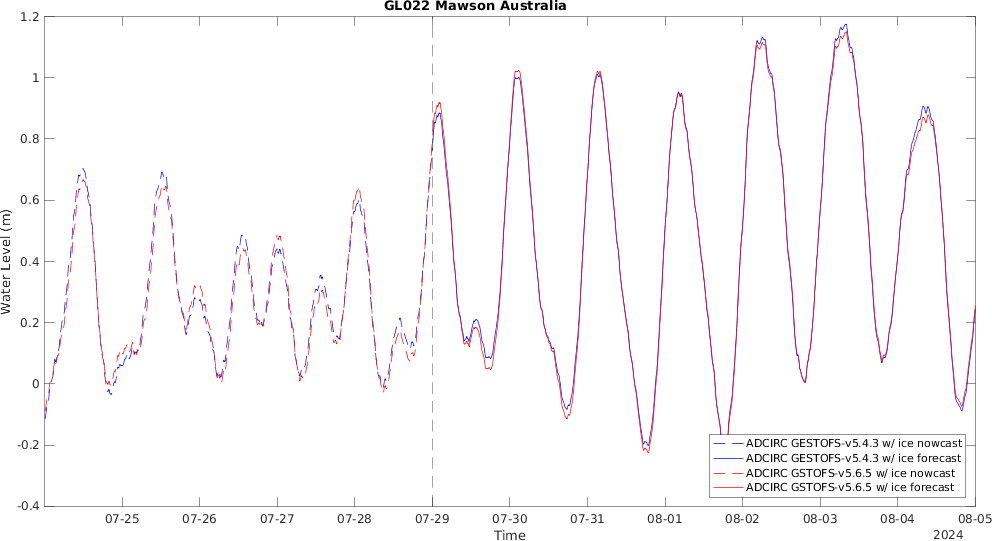 GL022 Mawson Australia
1.2
1
0.8
0.6
0.4
0.2
0
-0.2
-0.4
Water Level (m)
ADCIRC GESTOFS-v5.4.3 w/ ice nowcast
ADCIRC GESTOFS-v5.4.3 w/ ice forecast
ADCIRC GSTOFS-v5.6.5 w/ ice nowcast
ADCIRC GSTOFS-v5.6.5 w/ ice forecast
07-25 07-26 07-27 07-28 07-29 07-30 07-31 08-01 08-02 08-03 08-04 08-05
Time
2024